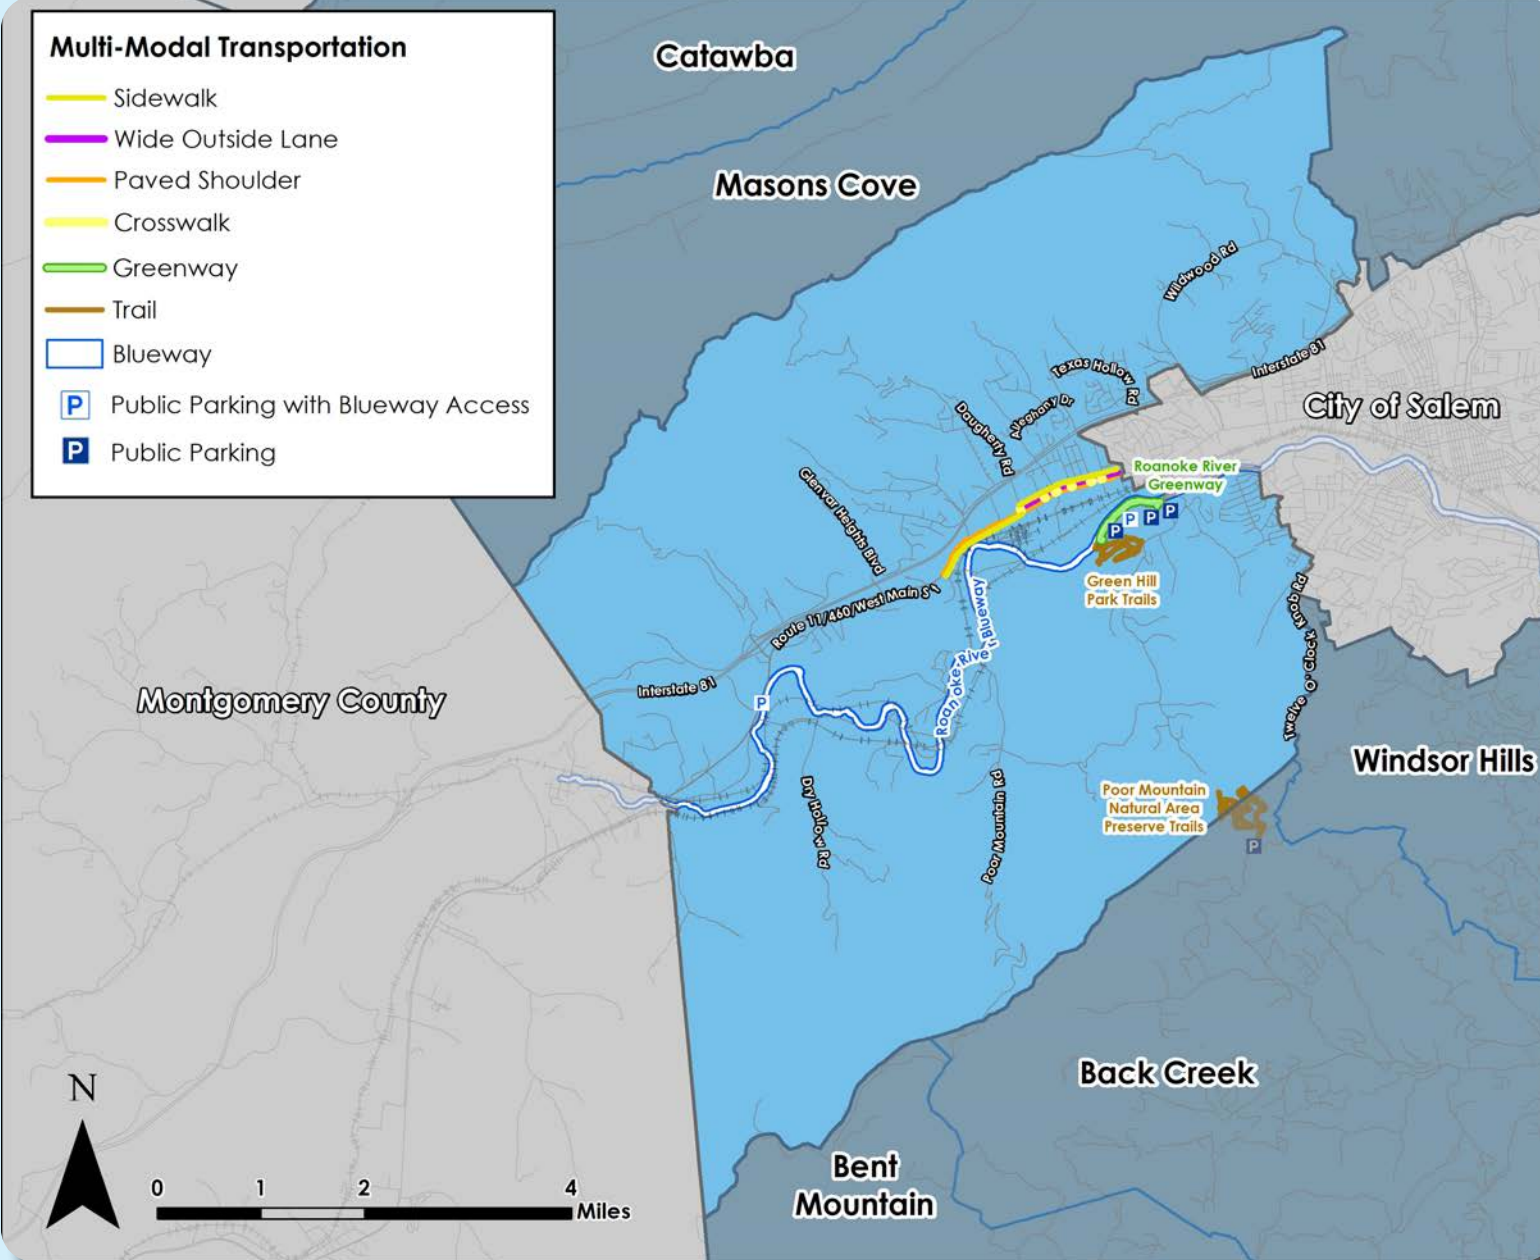 Multi-Modal Transportation
Sidewalk
Wide Outside Lane
Paved Shoulder
Crosswalk
Greenway
Trail
Blueway
P Public Parking with Blueway Access
P Public Parking
Catawba
Masons Cove
Wildwood Rd
Interstate 81
Texas Hollow Rd
Alleghany Dr
Daugherty Rd
City of Salem
Glenvar Heights Blvd
Roanoke River
Greenway
P
P
P
P
Green Hill
Park Trails
Route 11/460/West Main St
Roanoke River Blueway
Twelve O'Clock Knob Rd
Interstate 81
P
Montgomery County
Windsor Hills
Dry Hollow Rd
Poor Mountain Rd
Poor Mountain
Natural Area
Preserve Trails
P
Back Creek
N
Bent
Mountain
0 1 2 4
Miles